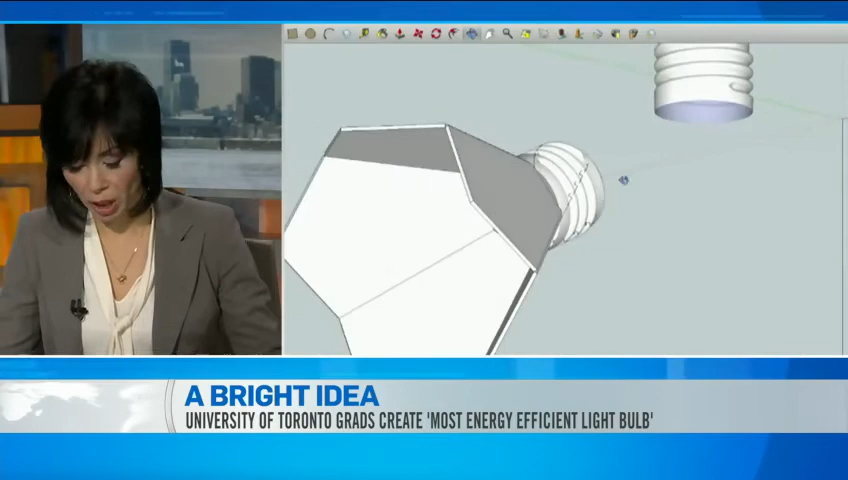 A BRIGHT IDEA
UNIVERSITY OF TORONTO GRADS CREATE 'MOST ENERGY EFFICIENT LIGHT BULB'